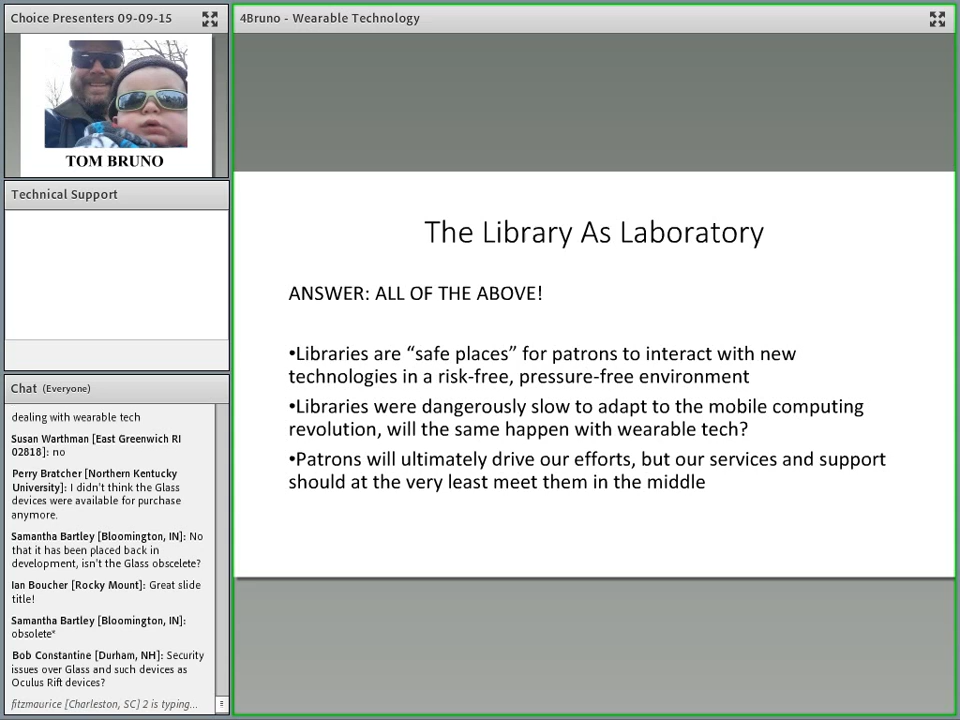 Choice Presenters 09-09-15
TOM BRUNO
Technical Support
Chat (Everyone)
dealing with wearable tech
Susan Warthman [East Greenwich RI
02818]: no
Perry Bratcher [Northern Kentucky
University]: I didn't think the Glass
devices were available for purchase
anymore.
Samantha Bartley [Bloomington, IN]: No
that it has been placed back in
development, isn't the Glass obscelete?
Ian Boucher [Rocky Mount]: Great slide
title!
Samantha Bartley [Bloomington, IN]:
obsolete*
Bob Constantine [Durham, NH]: Security
issues over Glass and such devices as
Oculus Rift devices?
fitzmaurice [Charleston, SC] 2 is typing...
4Bruno - Wearable Technology
The Library As Laboratory
ANSWER: ALL OF THE ABOVE!
•Libraries are “safe places” for patrons to interact with new
technologies in a risk-free, pressure-free environment
•Libraries were dangerously slow to adapt to the mobile computing
revolution, will the same happen with wearable tech?
•Patrons will ultimately drive our efforts, but our services and support
should at the very least meet them in the middle